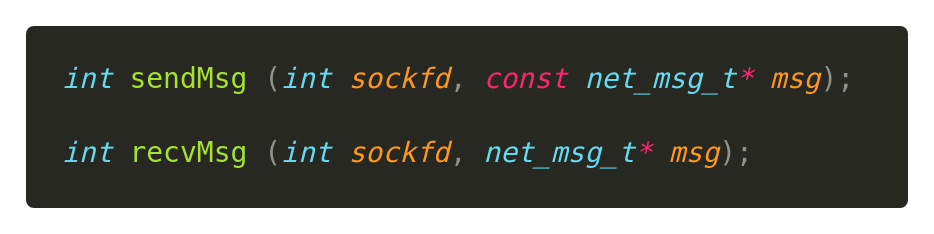 int sendMsg (int sockfd, const net_msg_t* msg);
int recvMsg (int sockfd, net_msg_t* msg);